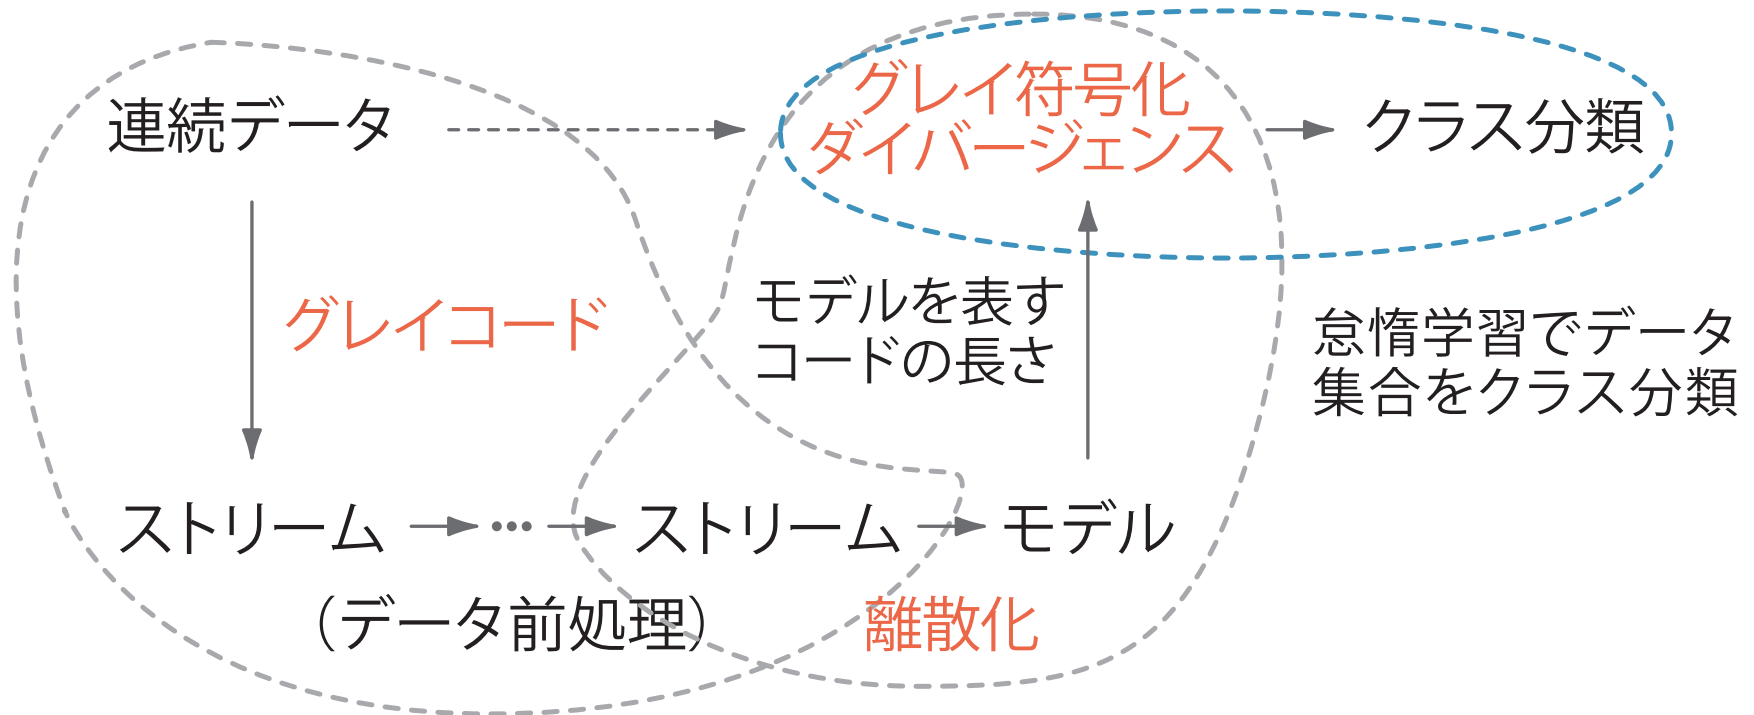 連続データ
グレイ符号化
ダイバージェンス
クラス分類
グレイコード
モデルを表す
コードの長さ
怠惰学習でデータ
集合をクラス分類
ストリーム
ストリーム
モデル
（データ前処理）
離散化